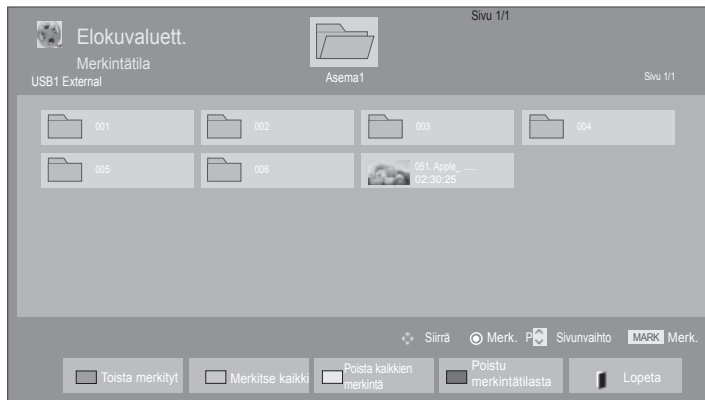 Sivu 1/1
Elokuvaluett.
Merkintätila
USB1 External
Asema1
Sivu 1/1
001
002
003
004
005
006
051. Apple_ ......
02:30:25
Siirrä
Merk.
P
Sivunvaihto
MARK Merk.
Toista merkityt
Merkitse kaikki
Poista kaikkien
merkintä
Poistu
merkintätilasta
Lopeta